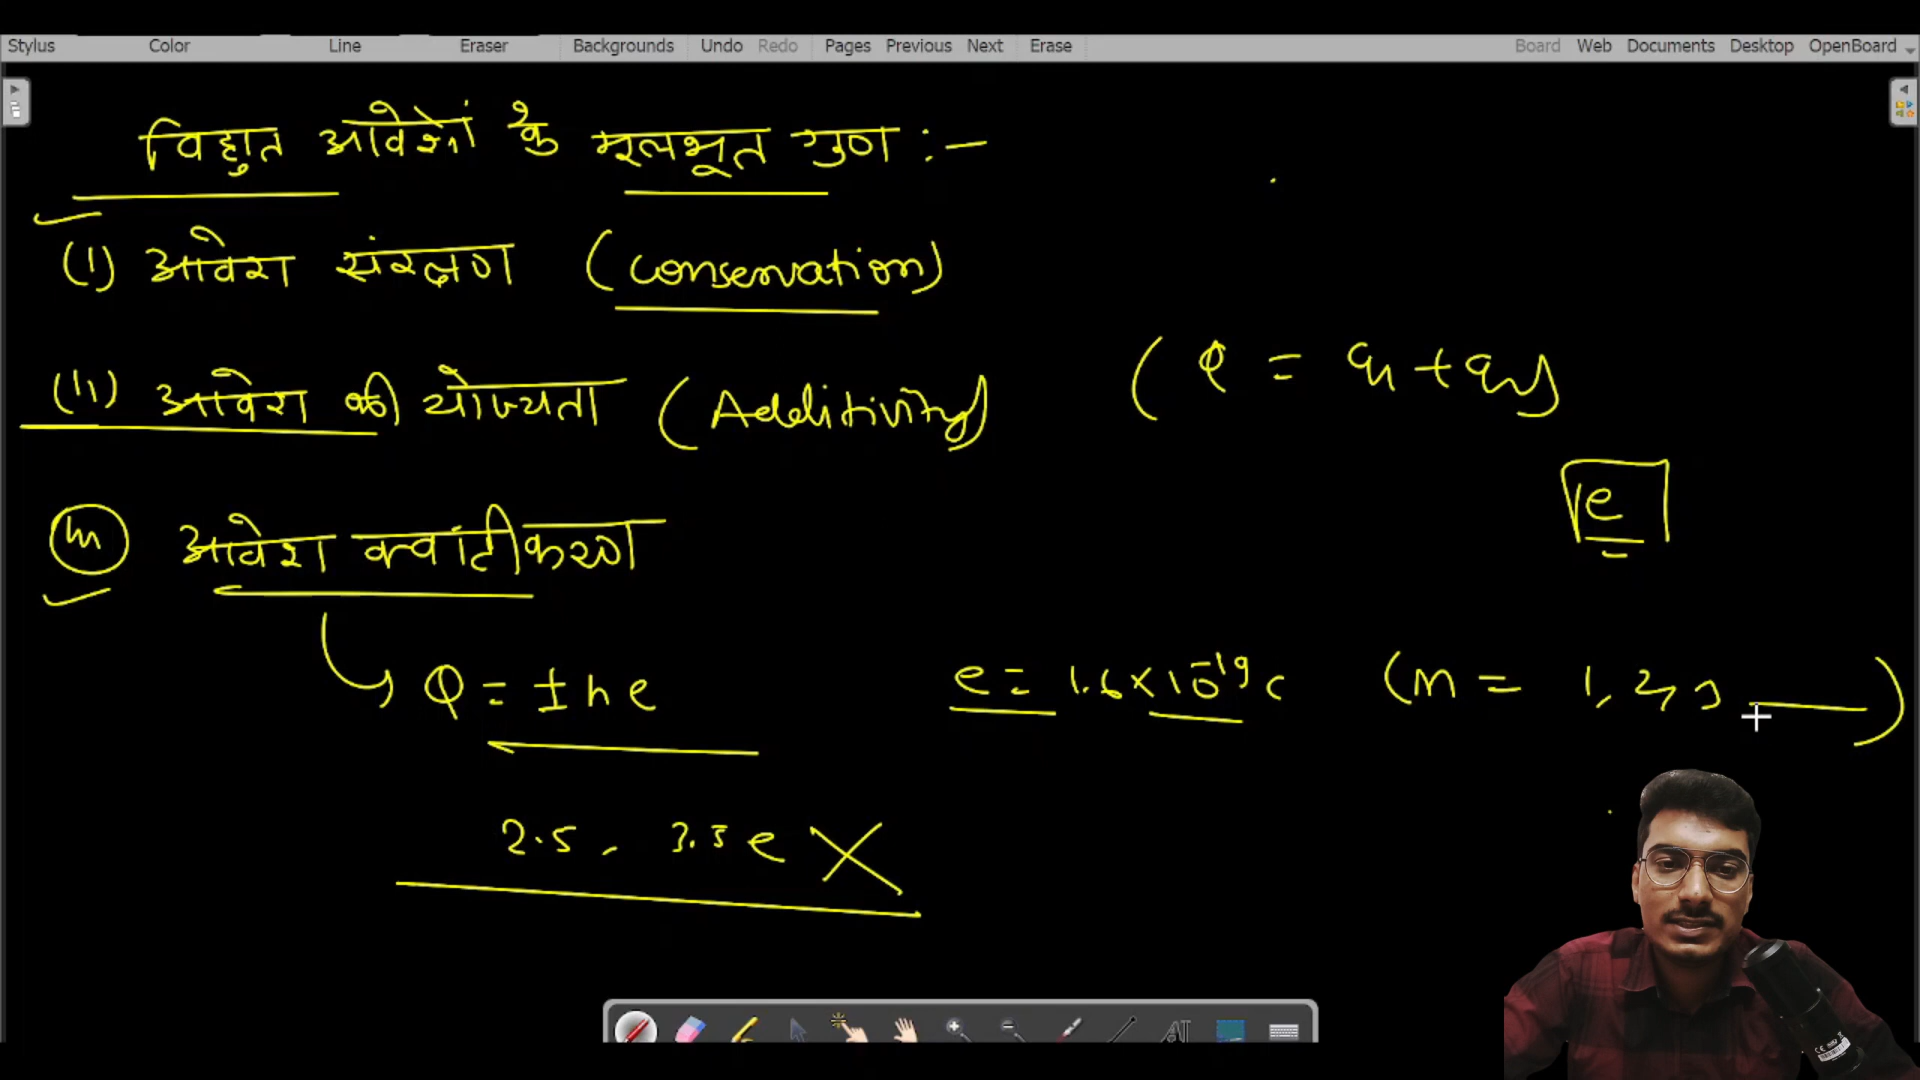 Stylus Color Line Eraser Backgrounds Undo Redo Pages Previous Next Erase Board Web Documents Desktop OpenBoard
विद्युत आवेशों के मूलभूत गुण :-
(i) आवेश संरक्षण (conservation)
(ii) आवेश की योज्यता (Additivity) (Q = q1 + q2)
e
(iii) आवेश क्वांटीकरण
Q = ± n e e = 1.6 × 10⁻¹⁹ c (n = 1, 2, 3 ___ )
2.5, 3.5 e X